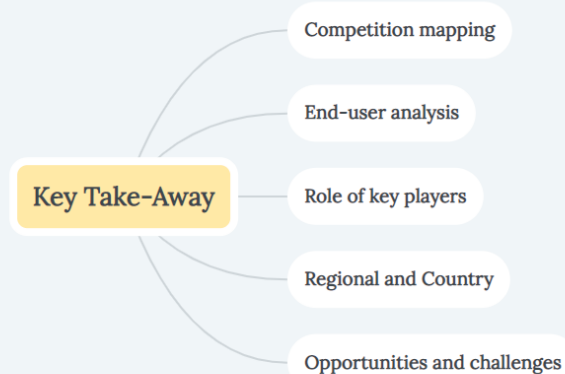 Competition mapping
End-user analysis
Key Take-Away
Role of key players
Regional and Country
Opportunities and challenges